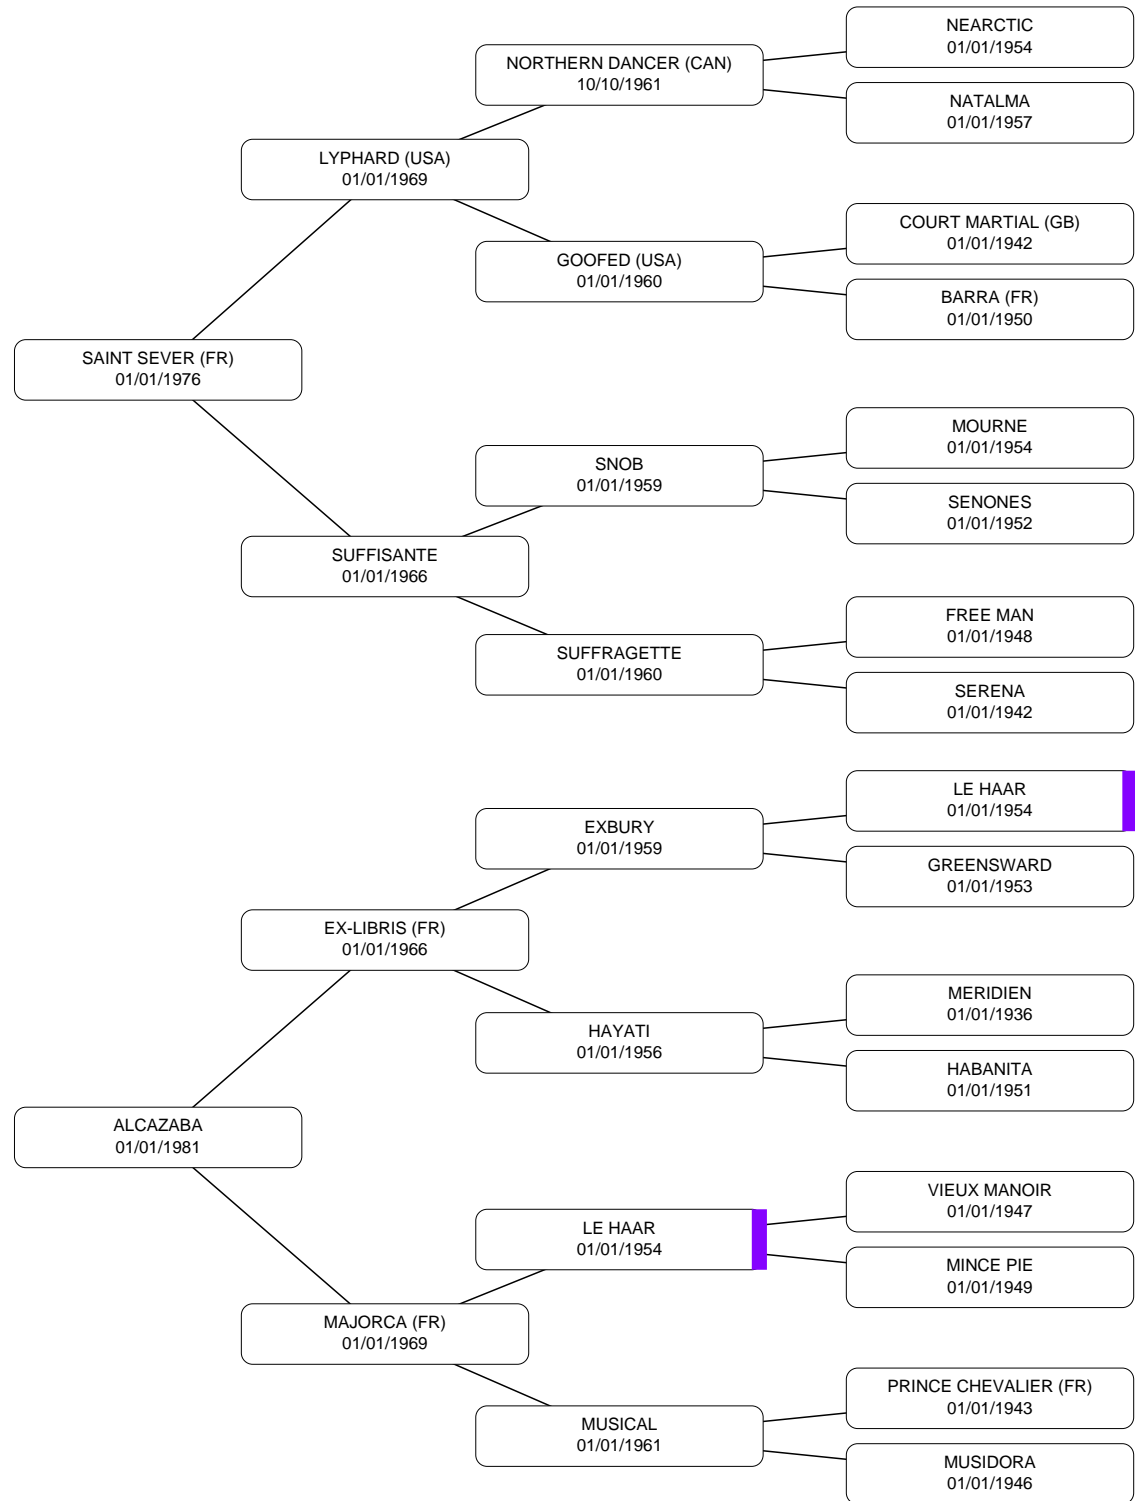 NEARCTIC
01/01/1954
NORTHERN DANCER (CAN)
10/10/1961
NATALMA
01/01/1957
LYPHARD (USA)
01/01/1969
COURT MARTIAL (GB)
01/01/1942
GOOFED (USA)
01/01/1960
BARRA (FR)
01/01/1950
SAINT SEVER (FR)
01/01/1976
MOURNE
01/01/1954
SNOB
01/01/1959
SENONES
01/01/1952
SUFFISANTE
01/01/1966
FREE MAN
01/01/1948
SUFFRAGETTE
01/01/1960
SERENA
01/01/1942
LE HAAR
01/01/1954
EXBURY
01/01/1959
GREENSWARD
01/01/1953
EX-LIBRIS (FR)
01/01/1966
MERIDIEN
01/01/1936
HAYATI
01/01/1956
HABANITA
01/01/1951
ALCAZABA
01/01/1981
VIEUX MANOIR
01/01/1947
LE HAAR
01/01/1954
MINCE PIE
01/01/1949
MAJORCA (FR)
01/01/1969
PRINCE CHEVALIER (FR)
01/01/1943
MUSICAL
01/01/1961
MUSIDORA
01/01/1946